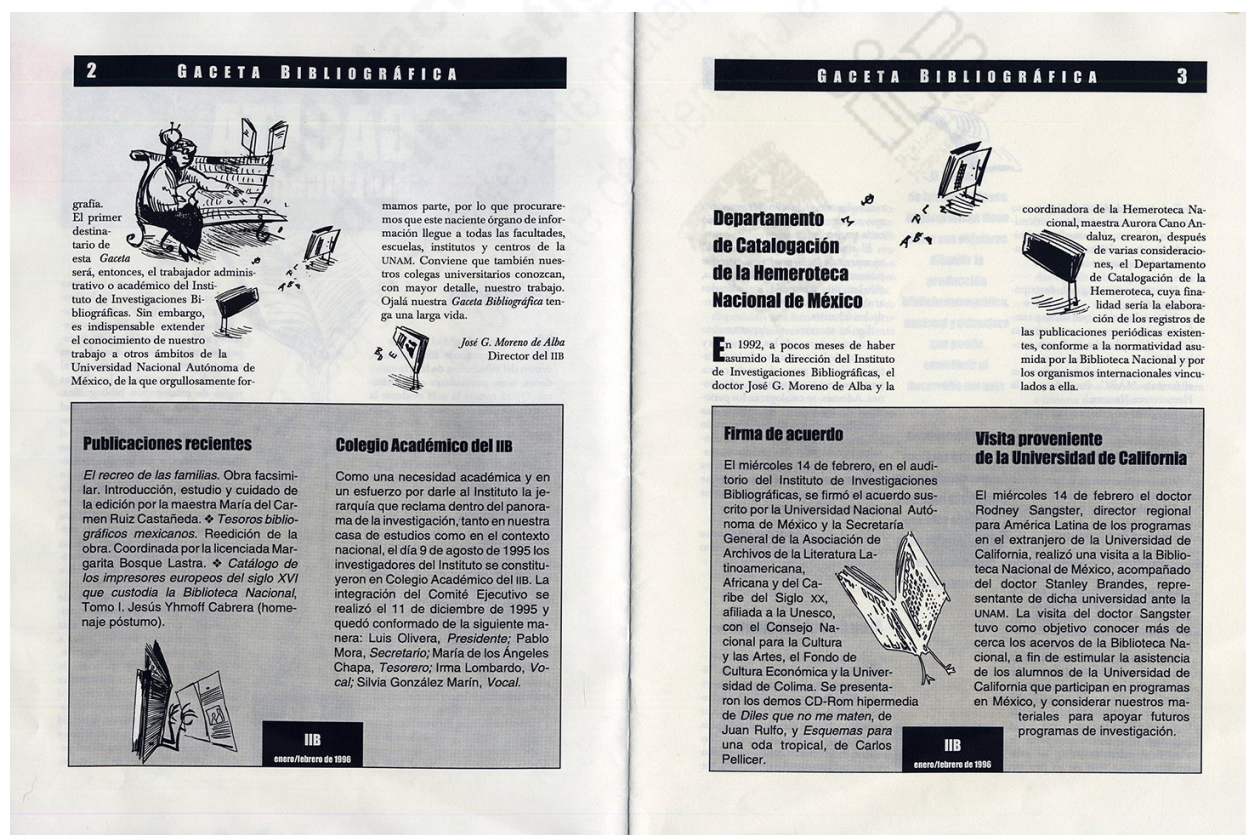 2 GACETA BIBLIOGRÁFICA
grafía.
El primer
destina-
tario de
esta Gaceta
será, entonces, el trabajador adminis-
trativo o académico del Insti-
tuto de Investigaciones Bi-
bliográficas. Sin embargo,
es indispensable extender
el conocimiento de nuestro
trabajo a otros ámbitos de la
Universidad Nacional Autónoma de
México, de la que orgullosamente for-
mamos parte, por lo que procurare-
mos que este naciente órgano de infor-
mación llegue a todas las facultades,
escuelas, institutos y centros de la
UNAM. Conviene que también nues-
tros colegas universitarios conozcan,
con mayor detalle, nuestro trabajo.
Ojalá nuestra Gaceta Bibliográfica ten-
ga una larga vida.
José G. Moreno de Alba
Director del IIB
Publicaciones recientes
El recreo de las familias. Obra facsimi-
lar. Introducción, estudio y cuidado de
la edición por la maestra María del Car-
men Ruiz Castañeda. ❖ Tesoros biblio-
gráficos mexicanos. Reedición de la
obra. Coordinada por la licenciada Mar-
garita Bosque Lastra. ❖ Catálogo de
los impresores europeos del siglo XVI
que custodia la Biblioteca Nacional,
Tomo I. Jesús Yhmoff Cabrera (home-
naje póstumo).
Colegio Académico del IIB
Como una necesidad académica y en
un esfuerzo por darle al Instituto la je-
rarquía que reclama dentro del panora-
ma de la investigación, tanto en nuestra
casa de estudios como en el contexto
nacional, el día 9 de agosto de 1995 los
investigadores del Instituto se constitu-
yeron en Colegio Académico del IIB. La
integración del Comité Ejecutivo se
realizó el 11 de diciembre de 1995 y
quedó conformado de la siguiente ma-
nera: Luis Olivera, Presidente; Pablo
Mora, Secretario; María de los Ángeles
Chapa, Tesorero; Irma Lombardo, Vo-
cal; Silvia González Marín, Vocal.
IIB
enero/febrero de 1996
GACETA BIBLIOGRÁFICA 3
Departamento
de Catalogación
de la Hemeroteca
Nacional de México
En 1992, a pocos meses de haber
asumido la dirección del Instituto
de Investigaciones Bibliográficas, el
doctor José G. Moreno de Alba y la
coordinadora de la Hemeroteca Na-
cional, maestra Aurora Cano An-
daluz, crearon, después
de varias consideracio-
nes, el Departamento
de Catalogación de la
Hemeroteca, cuya fina-
lidad sería la elabora-
ción de los registros de
las publicaciones periódicas existen-
tes, conforme a la normatividad asu-
mida por la Biblioteca Nacional y por
los organismos internacionales vincu-
lados a ella.
Firma de acuerdo
El miércoles 14 de febrero, en el audi-
torio del Instituto de Investigaciones
Bibliográficas, se firmó el acuerdo sus-
crito por la Universidad Nacional Autó-
noma de México y la Secretaría
General de la Asociación de
Archivos de la Literatura La-
tinoamericana,
Africana y del Ca-
ribe del Siglo XX,
afiliada a la Unesco,
con el Consejo Na-
cional para la Cultura
y las Artes, el Fondo de
Cultura Económica y la Univer-
sidad de Colima. Se presenta-
ron los demos CD-Rom hipermedia
de Diles que no me maten, de
Juan Rulfo, y Esquemas para
una oda tropical, de Carlos
Pellicer.
Visita proveniente
de la Universidad de California
El miércoles 14 de febrero el doctor
Rodney Sangster, director regional
para América Latina de los programas
en el extranjero de la Universidad de
California, realizó una visita a la Biblio-
teca Nacional de México, acompañado
del doctor Stanley Brandes, repre-
sentante de dicha universidad ante la
UNAM. La visita del doctor Sangster
tuvo como objetivo conocer más de
cerca los acervos de la Biblioteca Na-
cional, a fin de estimular la asistencia
de los alumnos de la Universidad de
California que participan en programas
en México, y considerar nuestros ma-
teriales para apoyar futuros
programas de investigación.
IIB
enero/febrero de 1996